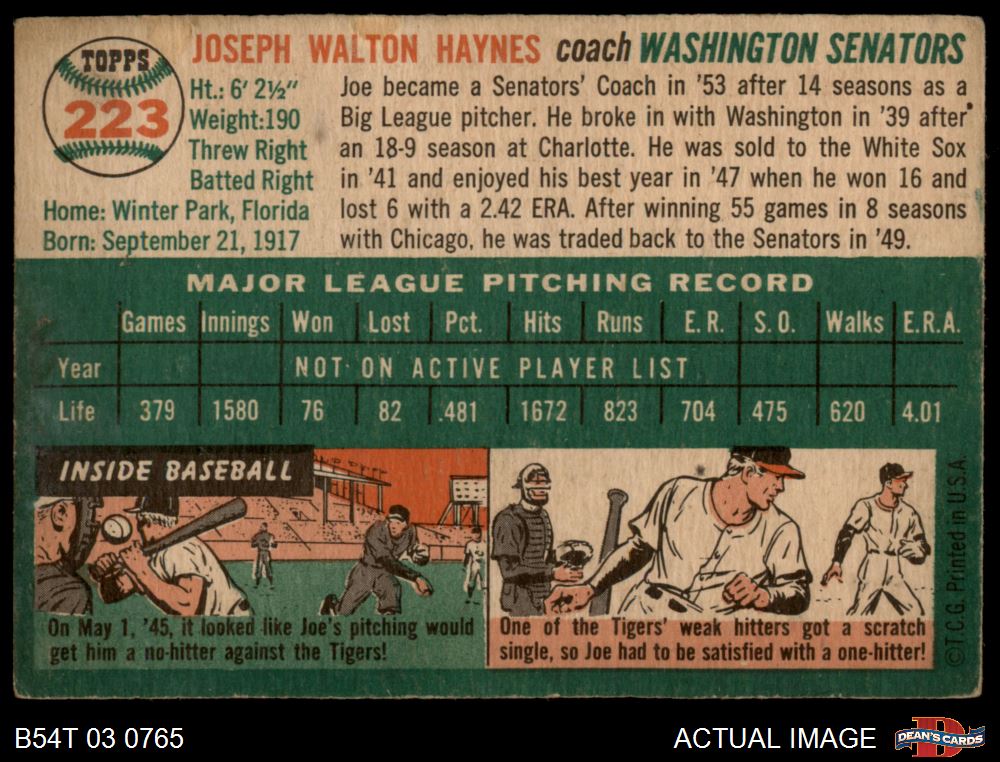 TOPPS
223
JOSEPH WALTON HAYNES coach WASHINGTON SENATORS
Ht.: 6' 2½"
Weight:190
Threw Right
Batted Right
Home: Winter Park, Florida
Born: September 21, 1917
Joe became a Senators' Coach in '53 after 14 seasons as a
Big League pitcher. He broke in with Washington in '39 after
an 18-9 season at Charlotte. He was sold to the White Sox
in '41 and enjoyed his best year in '47 when he won 16 and
lost 6 with a 2.42 ERA. After winning 55 games in 8 seasons
with Chicago, he was traded back to the Senators in '49.
MAJOR LEAGUE PITCHING RECORD
Games Innings Won Lost Pct. Hits Runs E. R. S. O. Walks E.R.A.
Year NOT ON ACTIVE PLAYER LIST
Life 379 1580 76 82 .481 1672 823 704 475 620 4.01
INSIDE BASEBALL
On May 1, '45, it looked like Joe's pitching would
get him a no-hitter against the Tigers!
One of the Tigers' weak hitters got a scratch
single, so Joe had to be satisfied with a one-hitter!
©T.C.G. Printed in U.S.A.
B54T 03 0765
ACTUAL IMAGE
D
DEAN'S CARDS